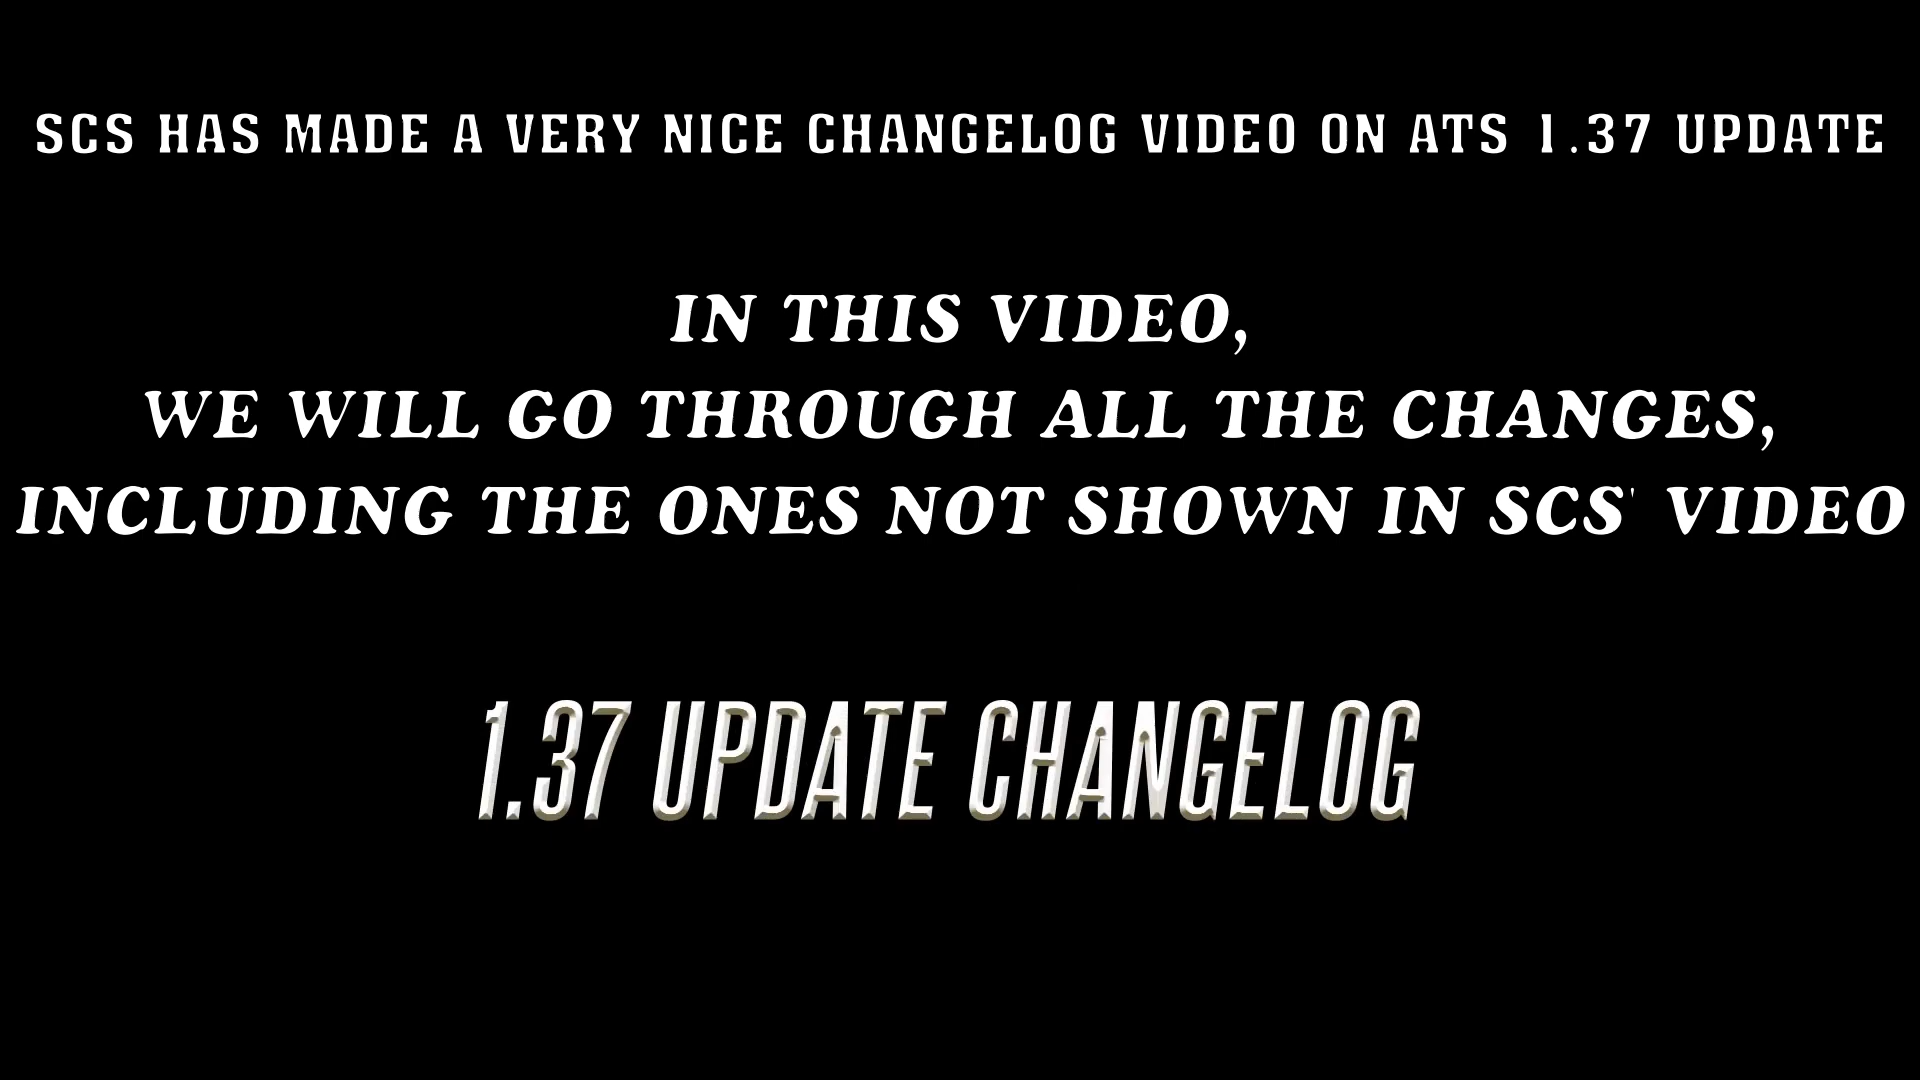 SCS HAS MADE A VERY NICE CHANGELOG VIDEO ON ATS 1.37 UPDATE
IN THIS VIDEO,
WE WILL GO THROUGH ALL THE CHANGES,
INCLUDING THE ONES NOT SHOWN IN SCS' VIDEO
1.37 UPDATE CHANGELOG